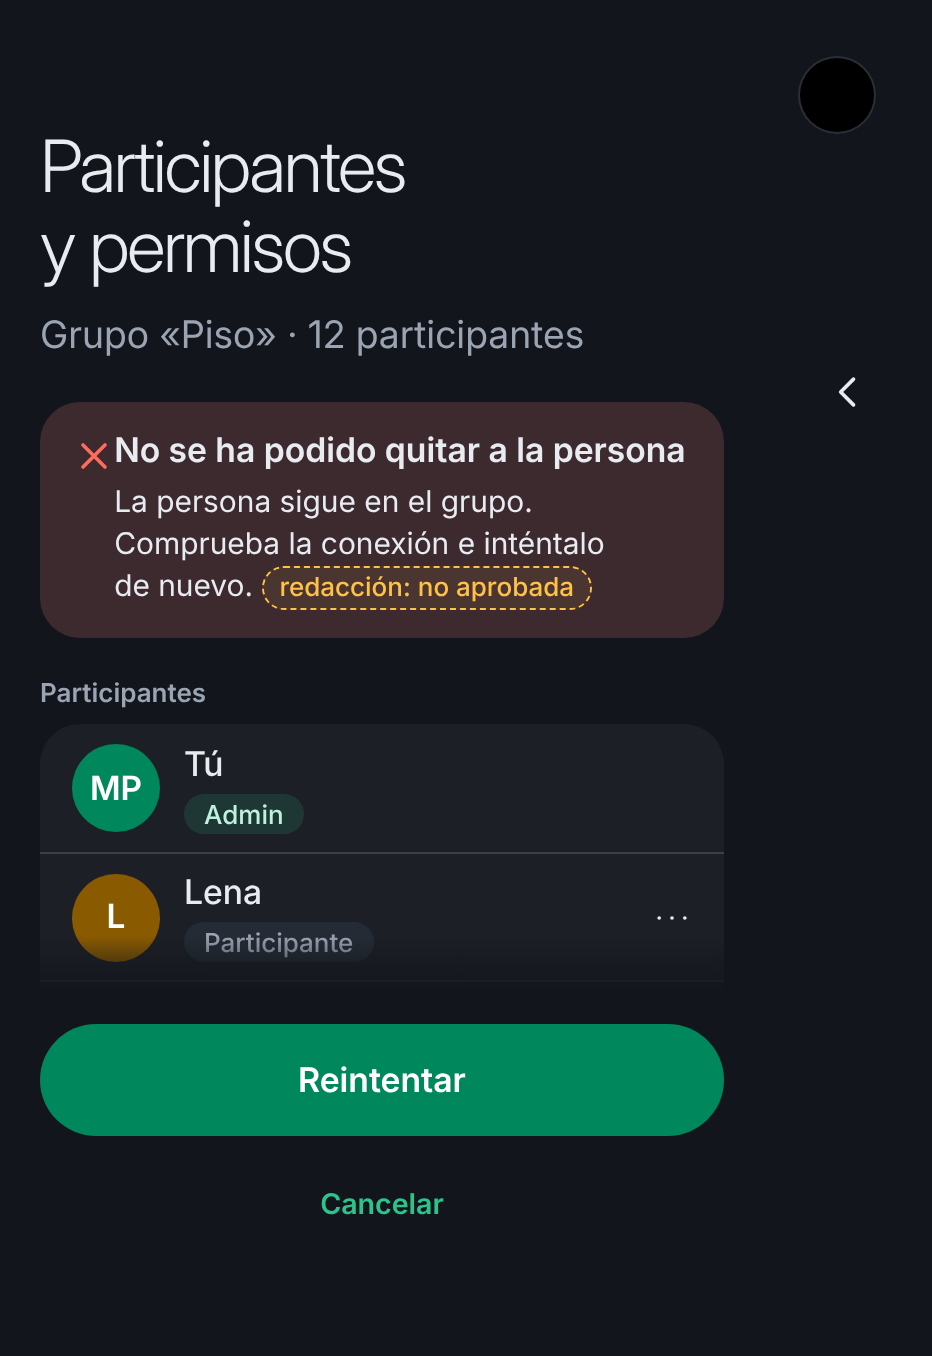 Participantes
y permisos
Grupo «Piso» · 12 participantes
No se ha podido quitar a la persona
La persona sigue en el grupo.
Comprueba la conexión e inténtalo
de nuevo. redacción: no aprobada
Participantes
MP
Tú
Admin
L
Lena
Participante
Reintentar
Cancelar